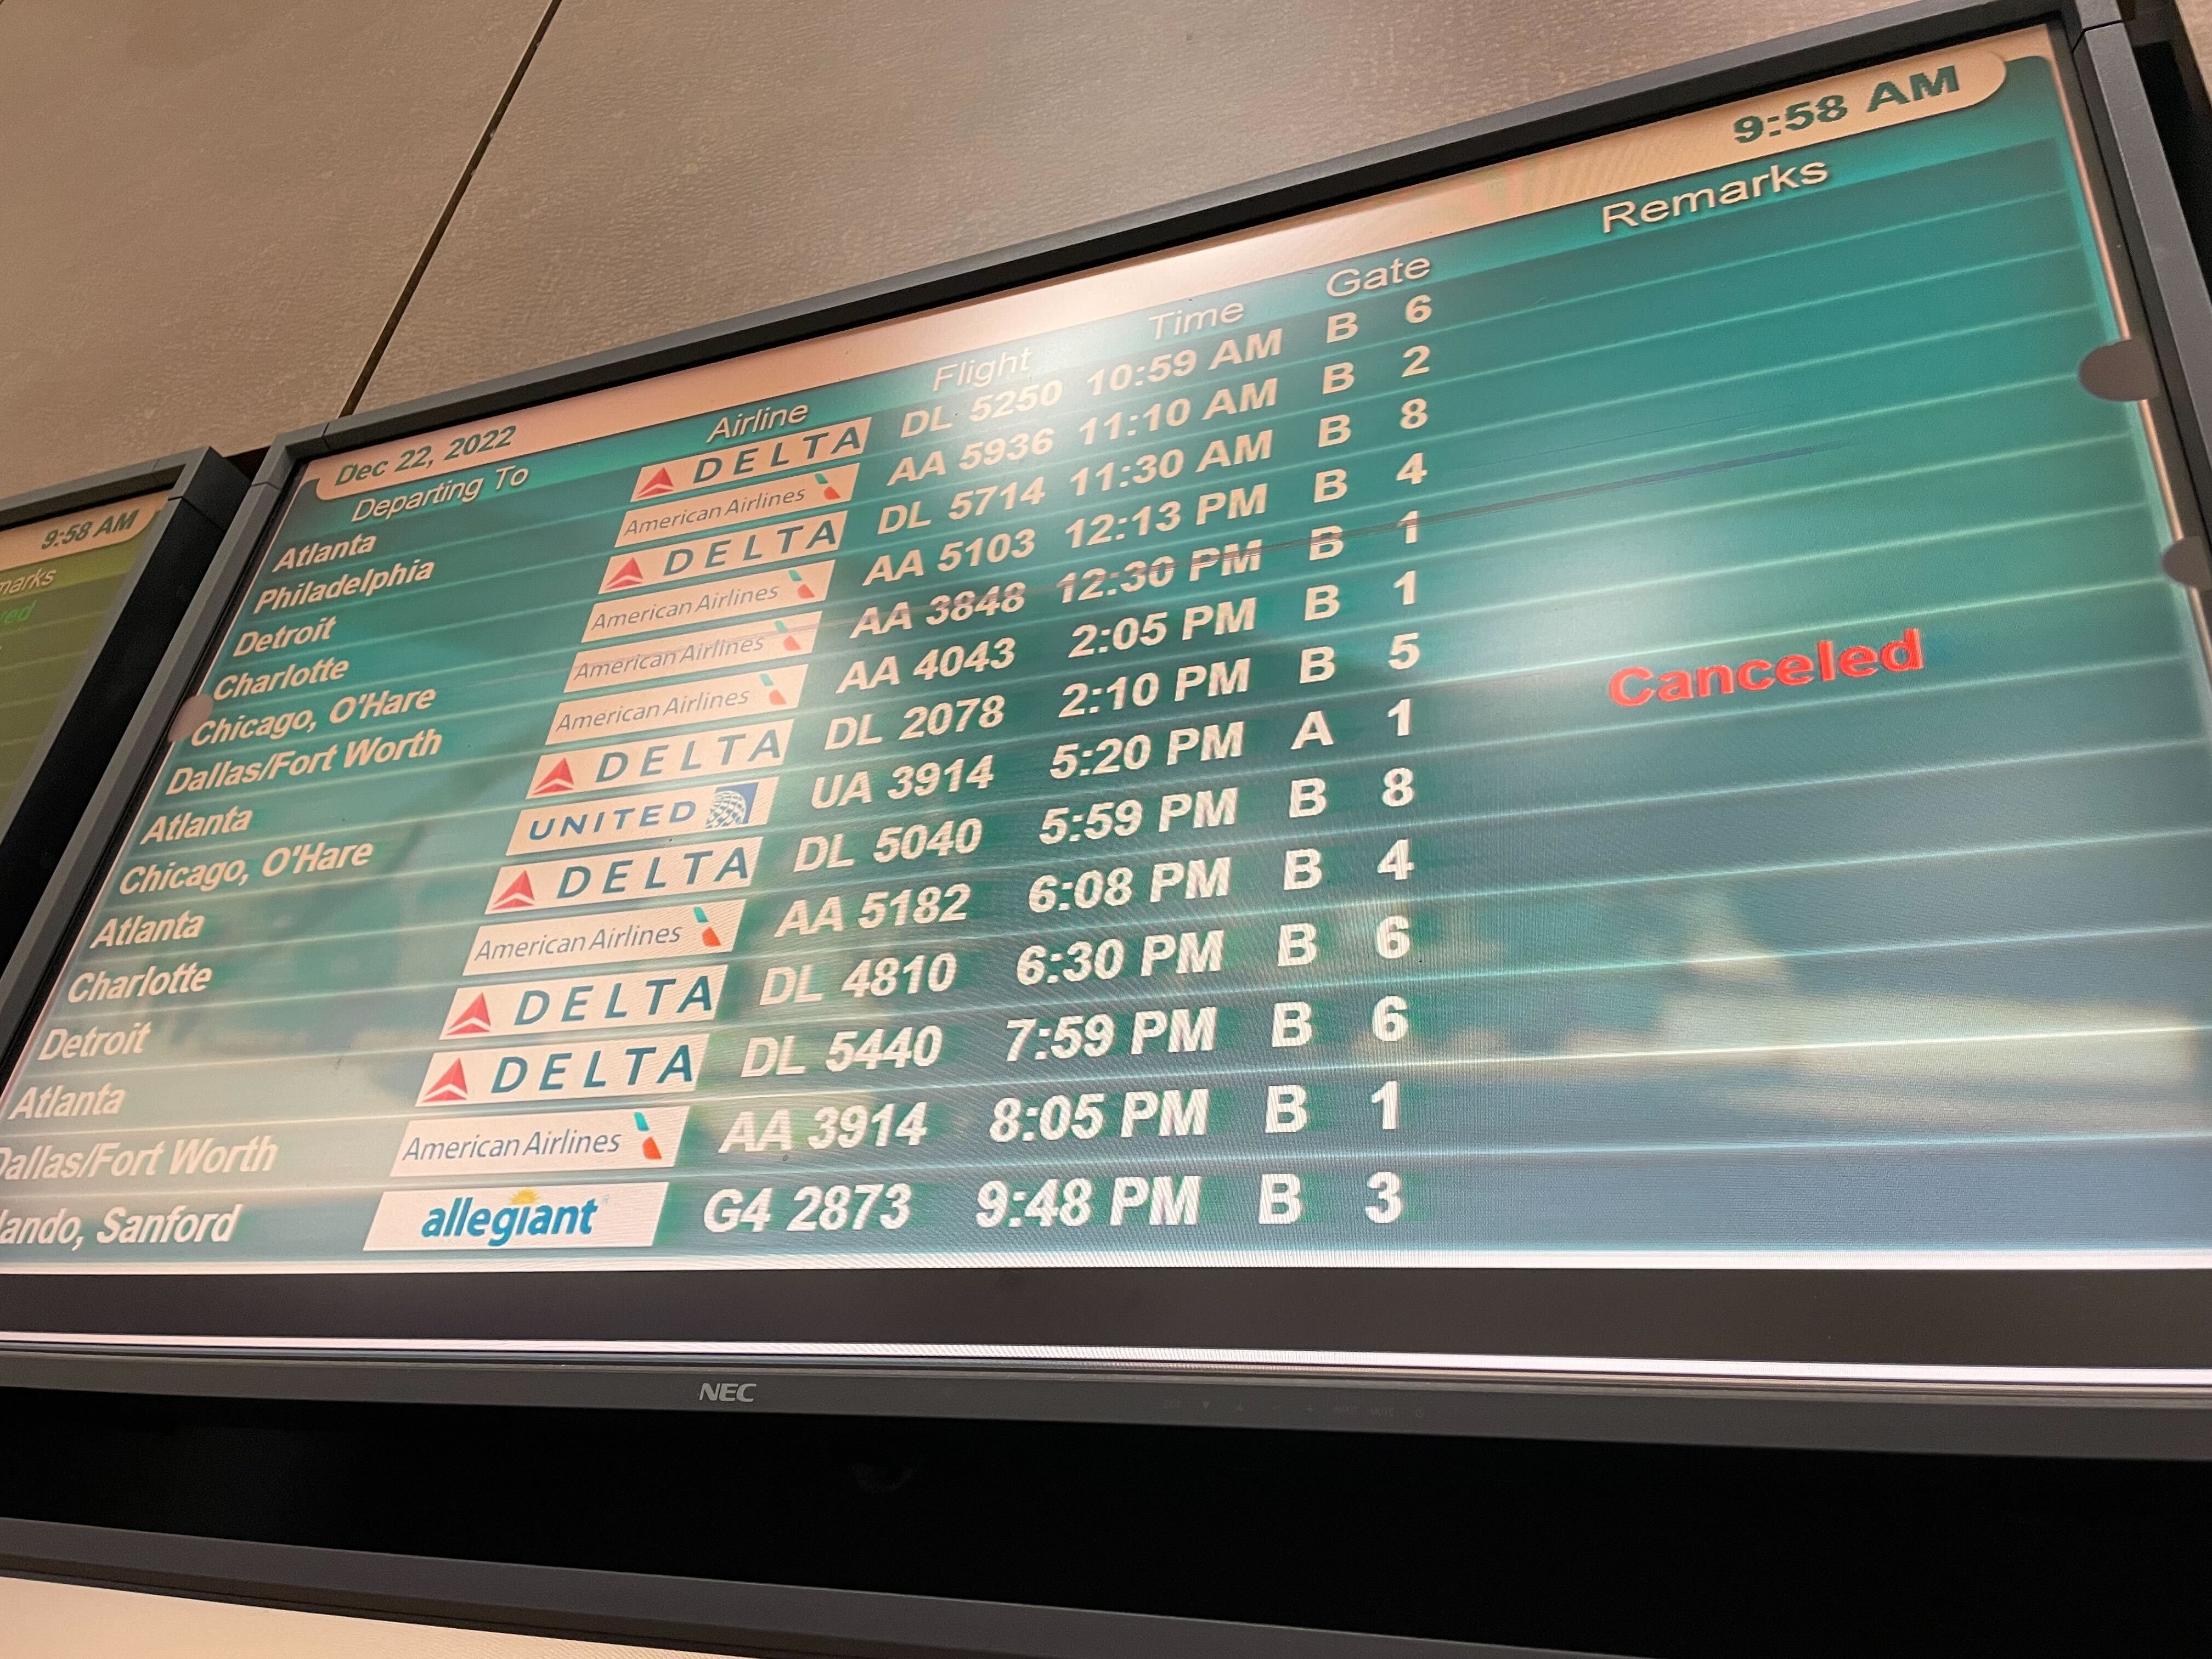 9:58 AM
marks
red
Dec 22, 2022 9:58 AM
Departing To Airline Flight Time Gate Remarks
Atlanta DELTA DL 5250 10:59 AM B 6
Philadelphia American Airlines AA 5936 11:10 AM B 2
Detroit DELTA DL 5714 11:30 AM B 8
Charlotte American Airlines AA 5103 12:13 PM B 4
Chicago, O'Hare American Airlines AA 3848 12:30 PM B 1
Dallas/Fort Worth American Airlines AA 4043 2:05 PM B 1
Atlanta DELTA DL 2078 2:10 PM B 5
Chicago, O'Hare UNITED UA 3914 5:20 PM A 1 Canceled
Atlanta DELTA DL 5040 5:59 PM B 8
Charlotte American Airlines AA 5182 6:08 PM B 4
Detroit DELTA DL 4810 6:30 PM B 6
Atlanta DELTA DL 5440 7:59 PM B 6
Dallas/Fort Worth American Airlines AA 3914 8:05 PM B 1
lando, Sanford allegiant G4 2873 9:48 PM B 3
NEC